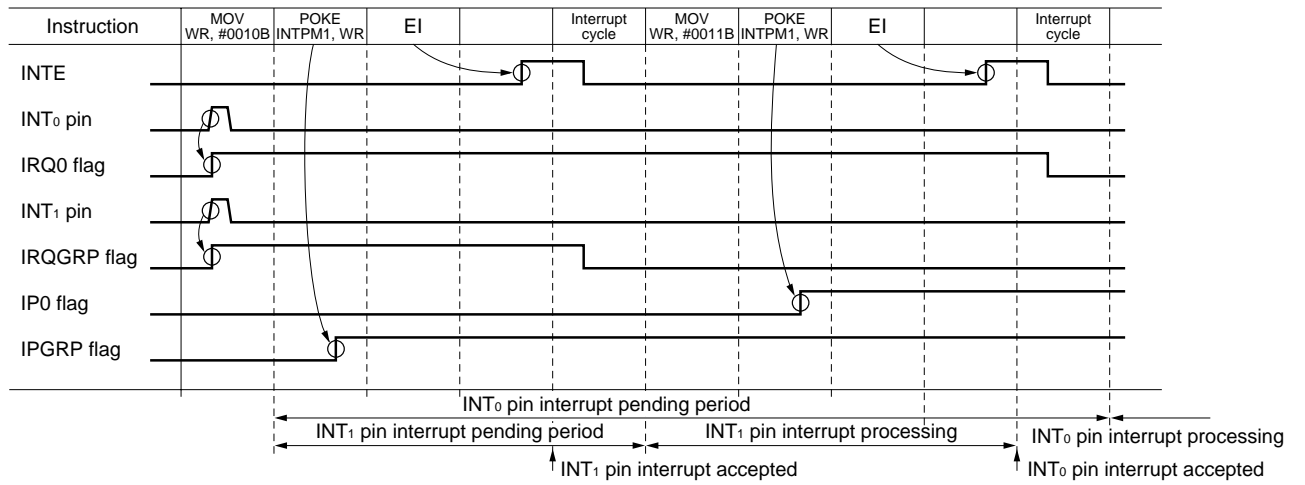 Instruction
MOV
WR, #0010B
POKE
INTPM1, WR
EI
Interrupt
cycle
MOV
WR, #0011B
POKE
INTPM1, WR
EI
Interrupt
cycle
INTE
INT0 pin
IRQ0 flag
INT1 pin
IRQGRP flag
IP0 flag
IPGRP flag
INT0 pin interrupt pending period
INT1 pin interrupt pending period
INT1 pin interrupt processing
INT0 pin interrupt processing
INT1 pin interrupt accepted
INT0 pin interrupt accepted